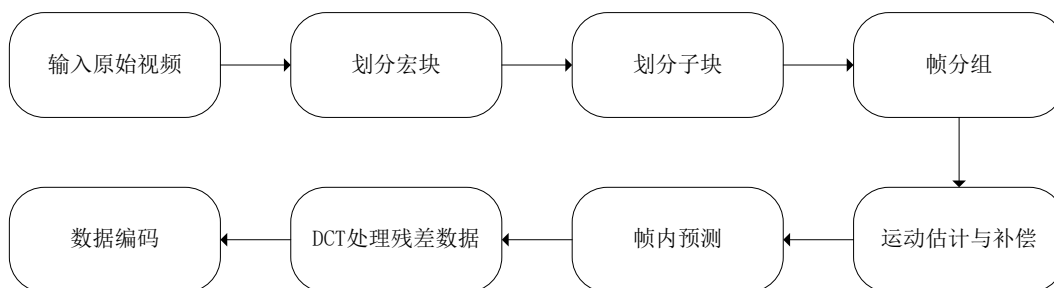 输入原始视频
划分宏块
划分子块
帧分组
运动估计与补偿
帧内预测
DCT处理残差数据
数据编码